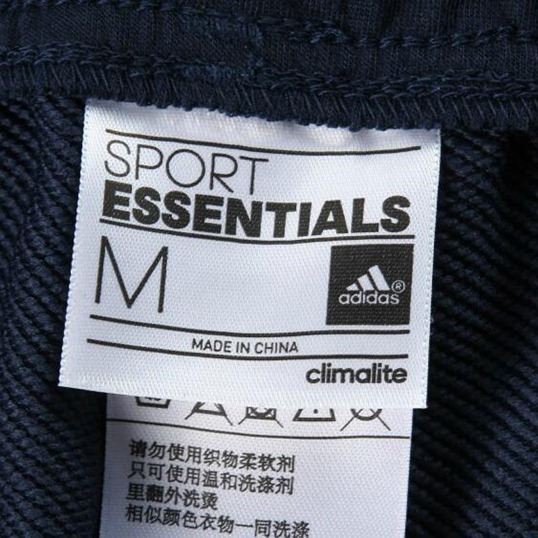 SPORT
ESSENTIALS
M
adidas®
MADE IN CHINA
climalite
请勿使用织物柔软剂
只可使用温和洗涤剂
里翻外洗烫
相似颜色衣物一同洗涤